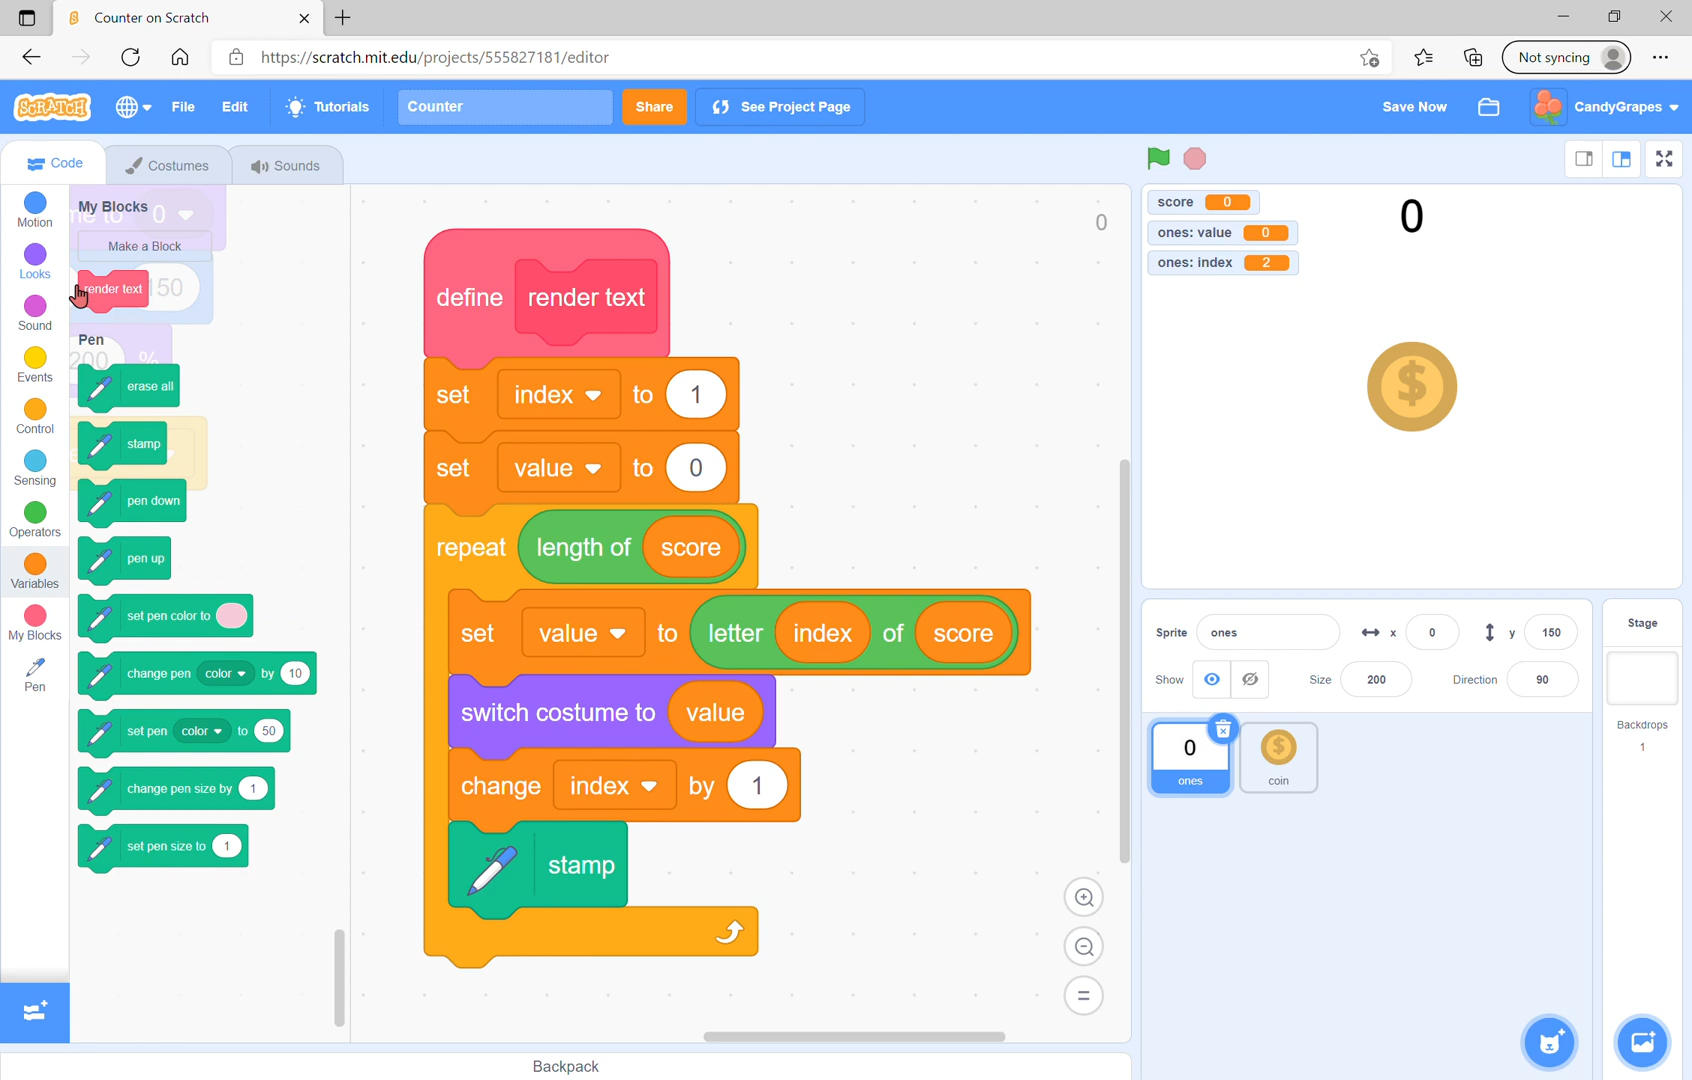 Counter on Scratch
https://scratch.mit.edu/projects/555827181/editor
Not syncing
SCRATCH
File
Edit
Tutorials
Counter
Share
See Project Page
Save Now
CandyGrapes
Code
Costumes
Sounds
Motion
Looks
Sound
Events
Control
Sensing
Operators
Variables
My Blocks
Pen
My Blocks
me to 0
Make a Block
render text
150
Pen
200 %
erase all
stamp
pen down
pen up
set pen color to
change pen color by 10
set pen color to 50
change pen size by 1
set pen size to 1
0
define render text
set index to 1
set value to 0
repeat length of score
set value to letter index of score
switch costume to value
change index by 1
stamp
Backpack
score 0
ones: value 0
ones: index 2
0
$
Sprite ones x 0 y 150
Show Size 200 Direction 90
0
ones
$
coin
Stage
Backdrops
1